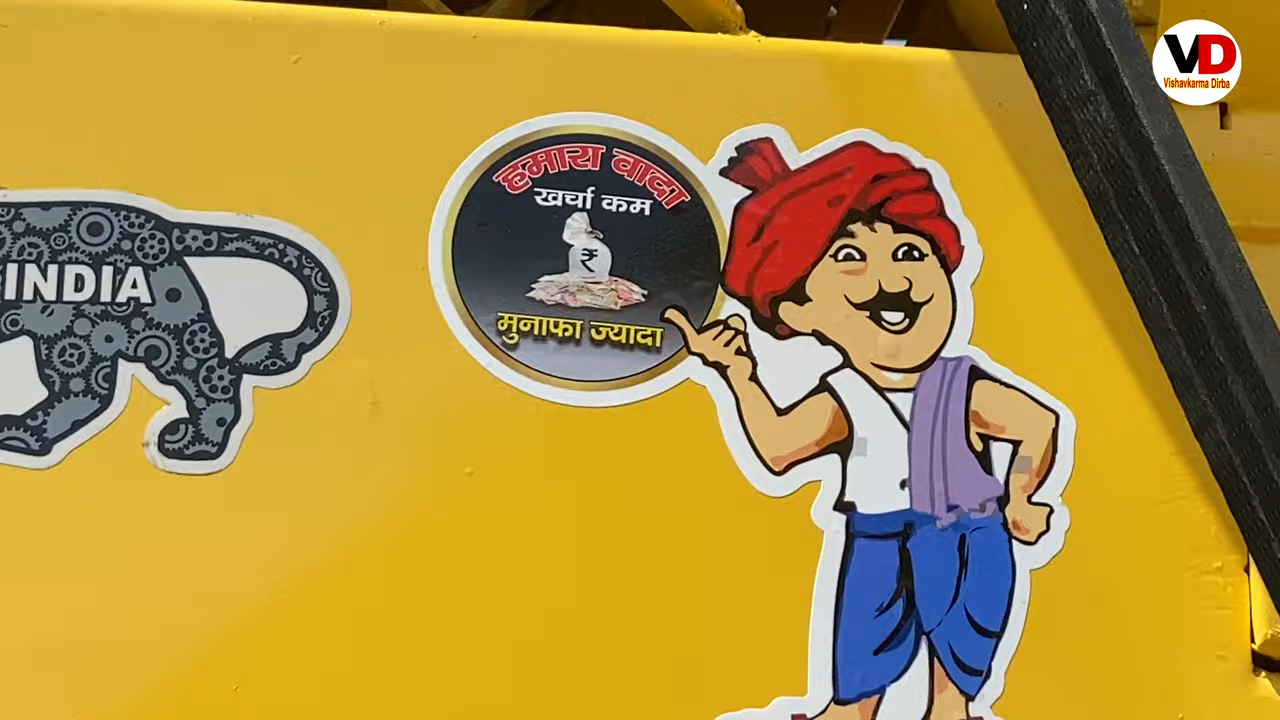 INDIA
हमारा वादा
खर्चा कम
₹
मुनाफा ज्यादा
VD
Vishavkarma Dirba